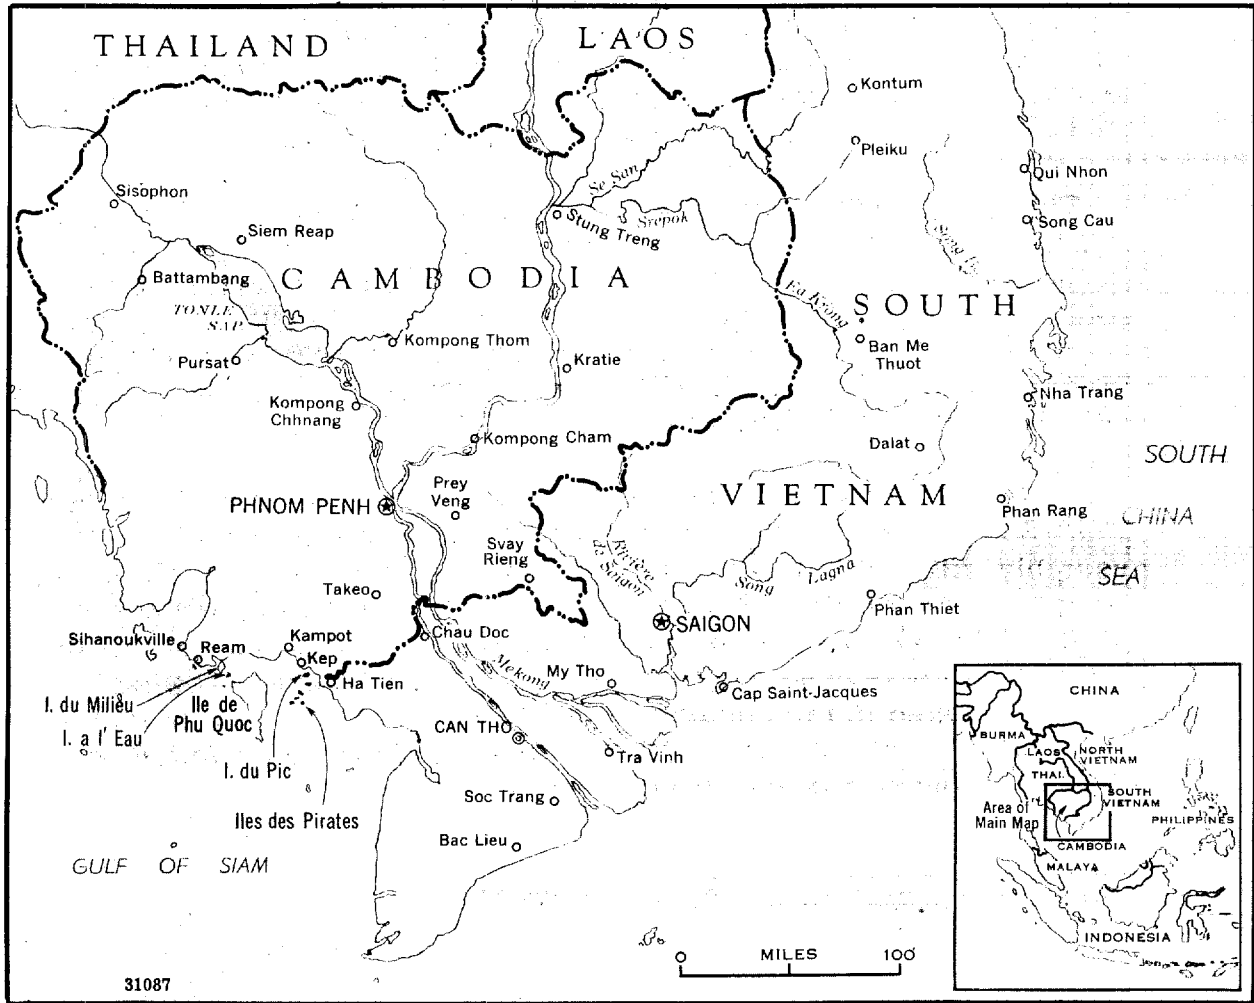 THAILAND
LAOS
Kontum
Pleiku
Qui Nhon
Song Cau
Se San
Srepok
Stung Treng
Sisophon
Siem Reap
Battambang
CAMBODIA
TONLE
SAP
Ea Krong
SOUTH
Ban Me
Thuot
Kompong Thom
Pursat
Kratie
Kompong
Chhnang
Nha Trang
Kompong Cham
Dalat
SOUTH
VIETNAM
Prey
Veng
PHNOM PENH
Phan Rang
CHINA
Svay
Rieng
Rivière
de Saigon
Song Lagna
SEA
Takeo
Phan Thiet
SAIGON
Sihanoukville
Ream
Kampot
Kep
Chau Doc
Mekong
My Tho
Ha Tien
Cap Saint-Jacques
I. du Milieu
Ile de
Phu Quoc
I. a l' Eau
CAN THO
Tra Vinh
I. du Pic
Soc Trang
Iles des Pirates
Bac Lieu
GULF OF SIAM
CHINA
BURMA
LAOS
NORTH
VIETNAM
THAI.
SOUTH
VIETNAM
Area of
Main Map
PHILIPPINES
CAMBODIA
MALAYA
INDONESIA
0 MILES 100
31087